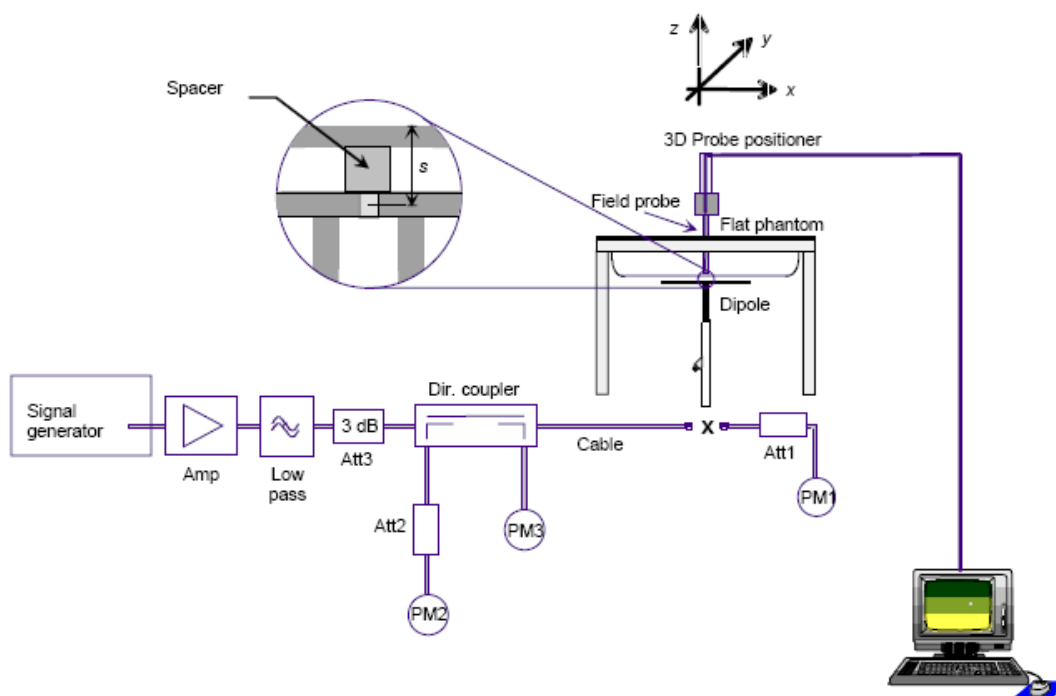 z
y
x
Spacer
s
3D Probe positioner
Field probe
Flat phantom
Dipole
Signal
generator
Amp
Low
pass
3 dB
Att3
Dir. coupler
Cable
X
Att1
PM1
Att2
PM3
PM2